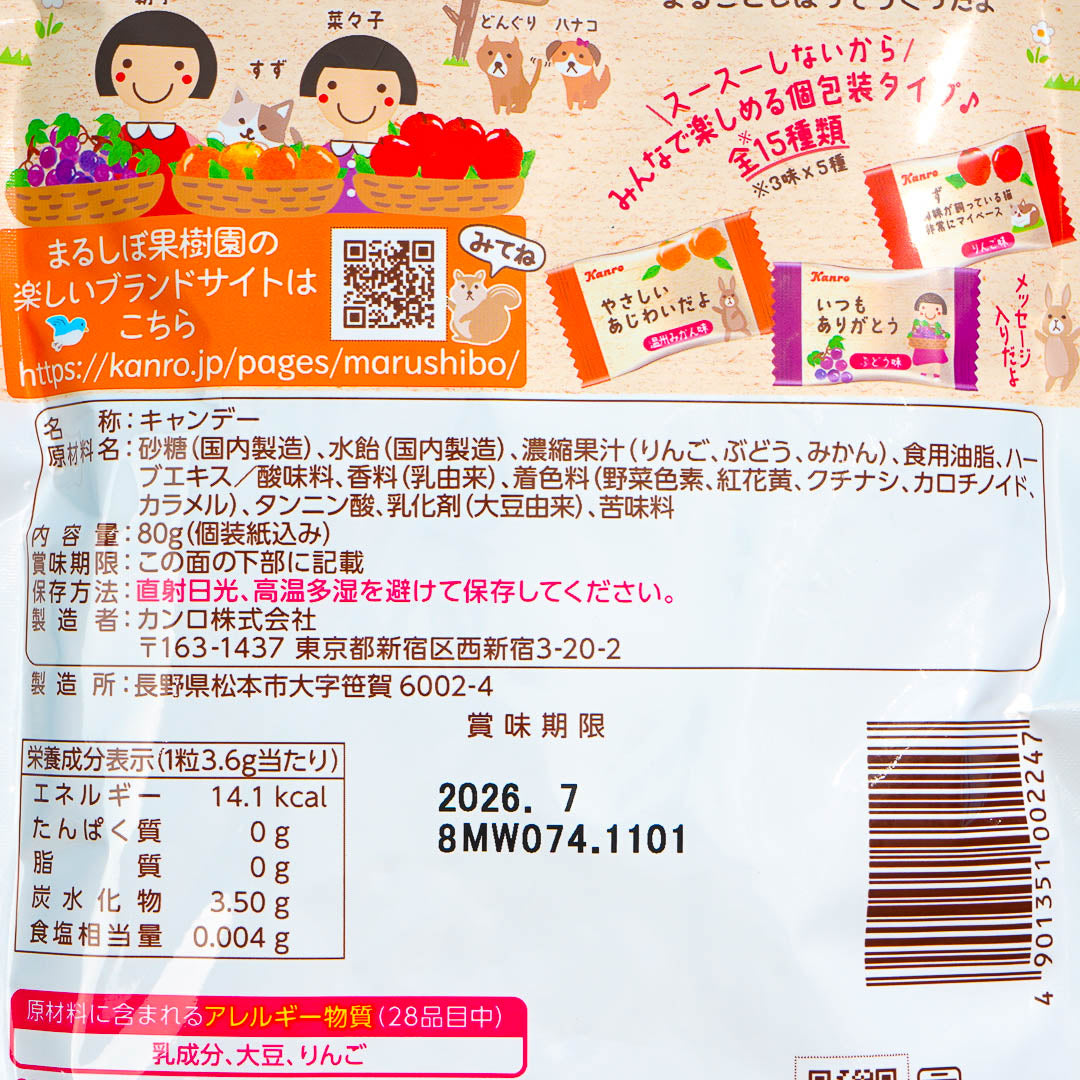 菜々子
すず
どんぐり ハナコ
スースーしないから
みんなで楽しめる個包装タイプ♪
※全15種類
※3味×5種
Kanro
ず
非常にマイペース
りんご味
Kanro
やさしい
あじわいだよ
温州みかん味
Kanro
いつも
ありがとう
ぶどう味
メッセージ
入りだよ
まるしぼ果樹園の
楽しいブランドサイトは
こちら
みてね
https://kanro.jp/pages/marushibo/
名称:キャンデー
原材料名:砂糖(国内製造)、水飴(国内製造)、濃縮果汁(りんご、ぶどう、みかん)、食用油脂、ハー
ブエキス/酸味料、香料(乳由来)、着色料(野菜色素、紅花黄、クチナシ、カロチノイド、
カラメル)、タンニン酸、乳化剤(大豆由来)、苦味料
内容量:80g(個装紙込み)
賞味期限:この面の下部に記載
保存方法:直射日光、高温多湿を避けて保存してください。
製造者:カンロ株式会社
〒163-1437 東京都新宿区西新宿3-20-2
製造所:長野県松本市大字笹賀6002-4
賞味期限
2026. 7
8MW074.1101
栄養成分表示(1粒3.6g当たり)
エネルギー 14.1 kcal
たんぱく質 0 g
脂質 0 g
炭水化物 3.50 g
食塩相当量 0.004 g
4 901351 002247
原材料に含まれるアレルギー物質(28品目中)
乳成分、大豆、りんご